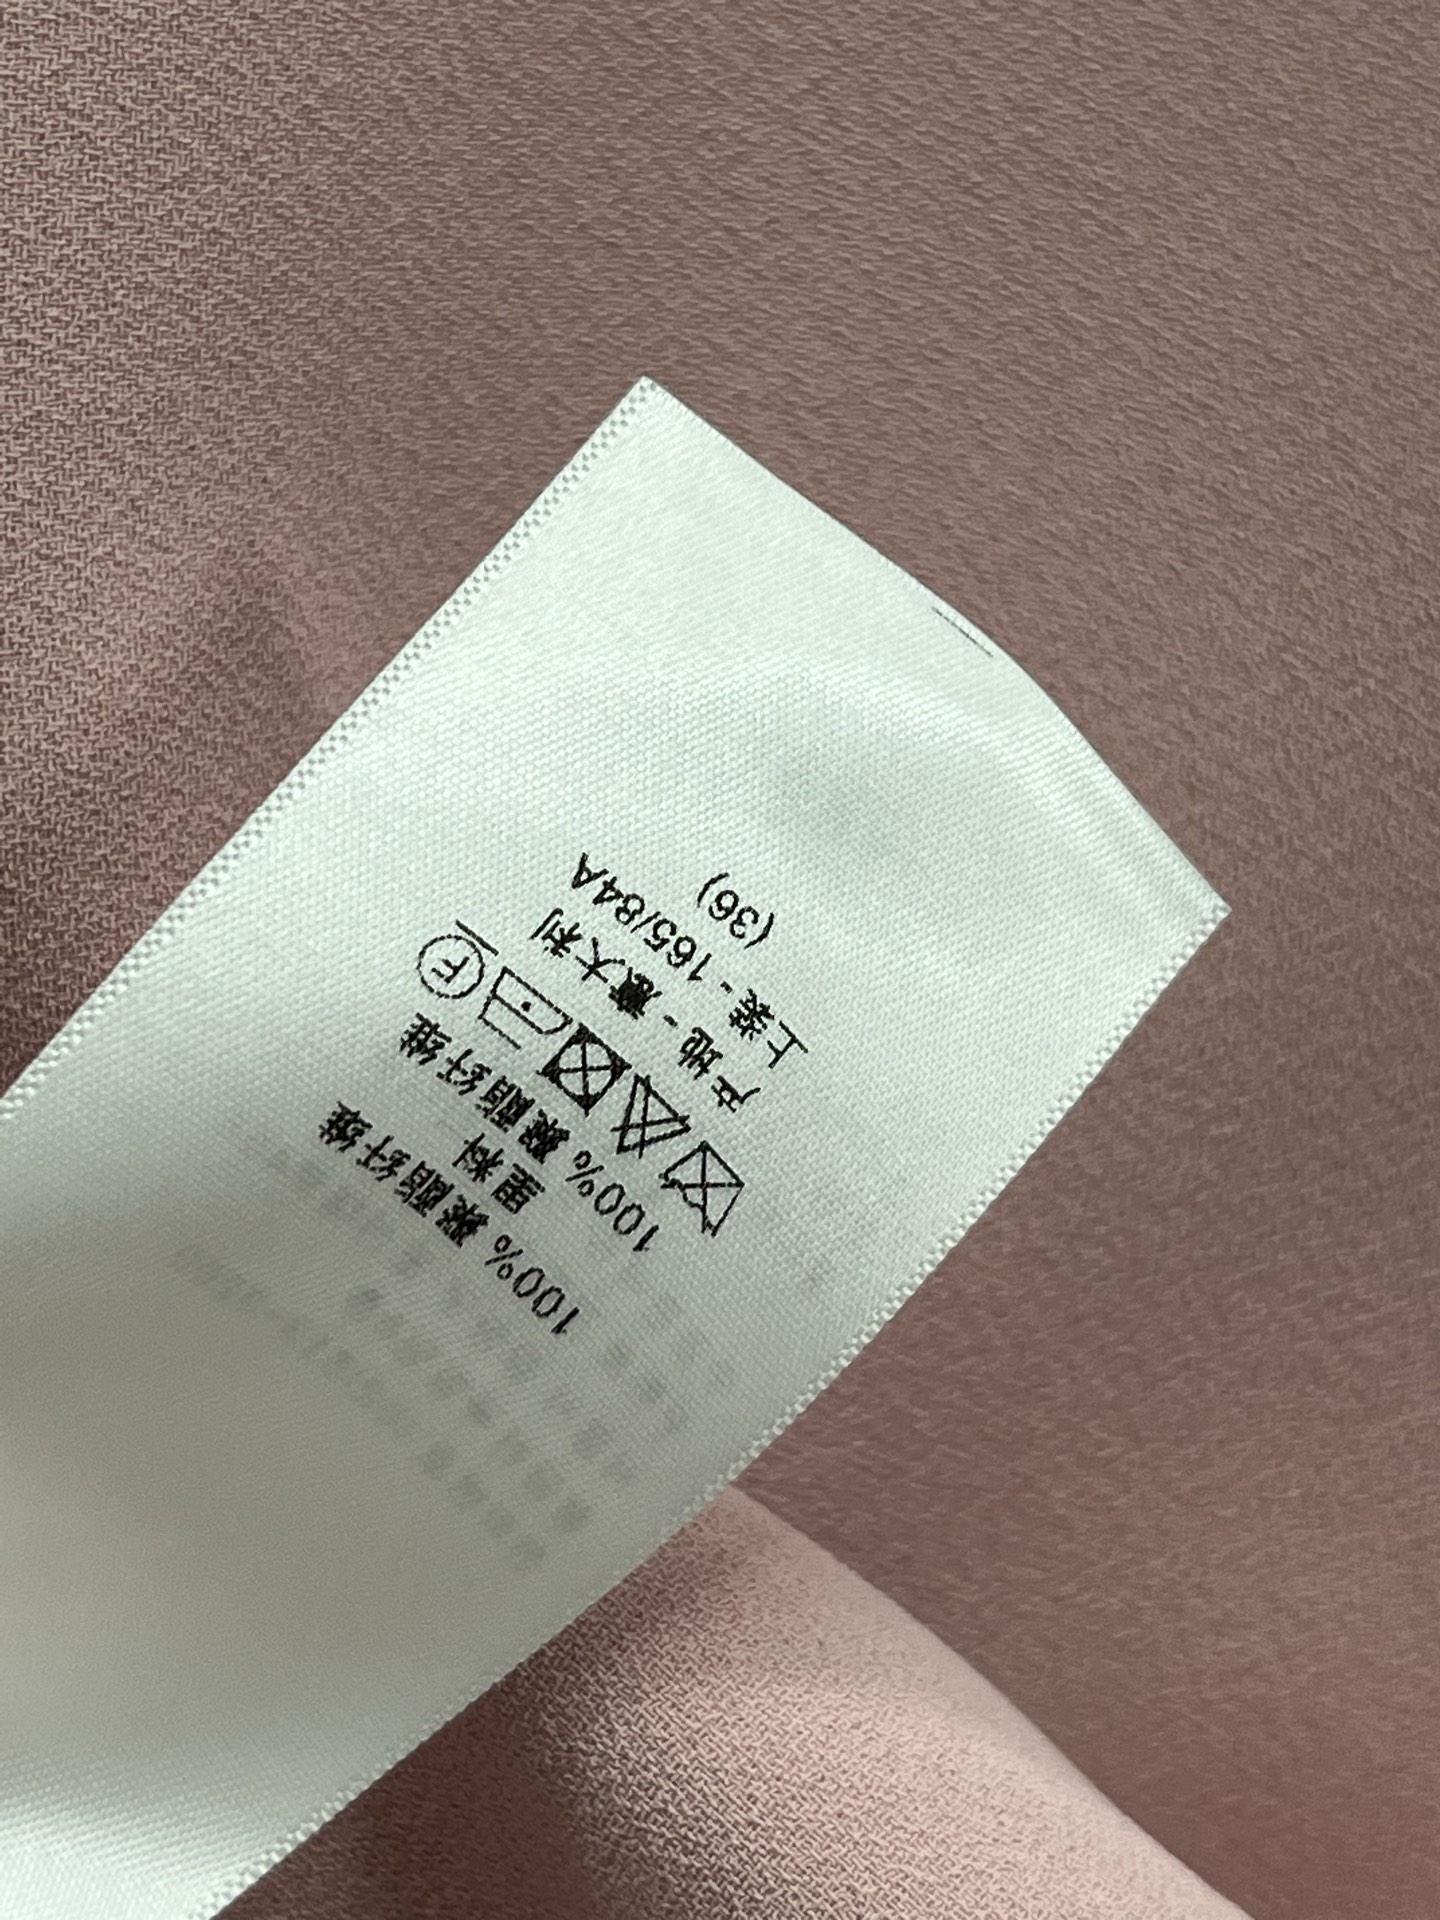 100% 聚酯纤维
里料
100% 聚酯纤维
F
产地 - 意大利
上装 - 165/84A
(36)